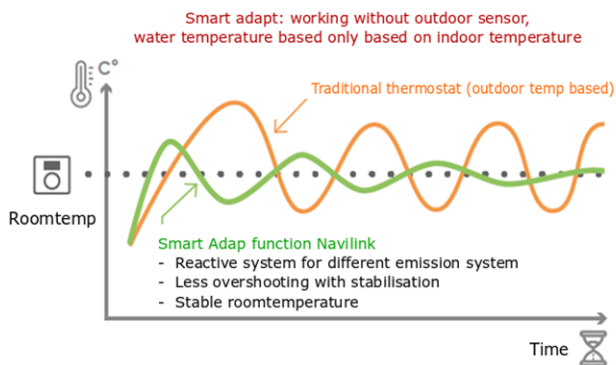 Smart adapt: working without outdoor sensor,
water temperature based only based on indoor temperature
C°
Traditional thermostat (outdoor temp based)
Roomtemp
Smart Adap function Navilink
- Reactive system for different emission system
- Less overshooting with stabilisation
- Stable roomtemperature
Time